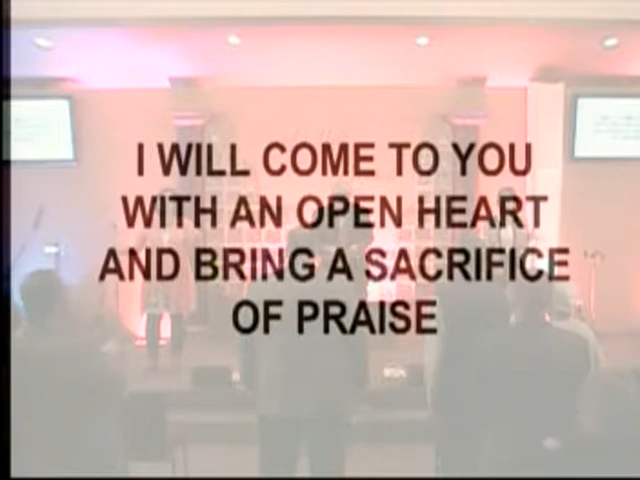 I WILL COME TO YOU
WITH AN OPEN HEART
AND BRING A SACRIFICE
OF PRAISE